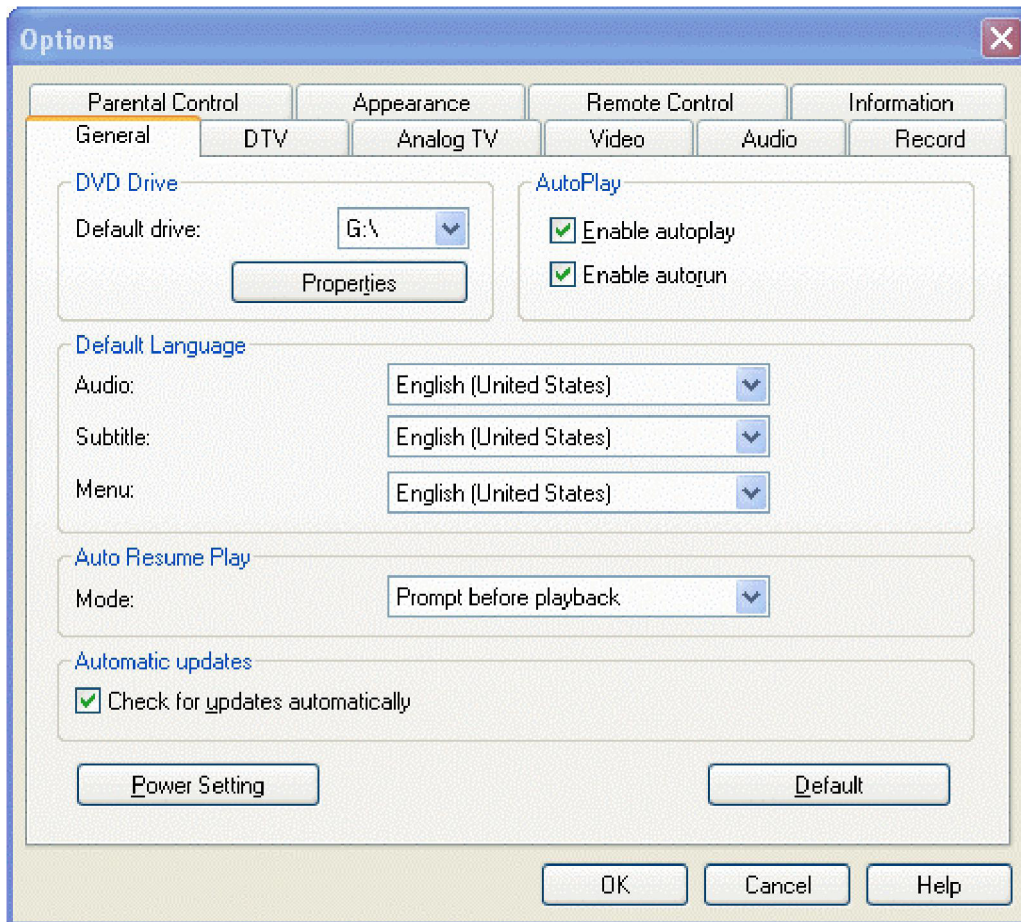 Options
Parental Control Appearance Remote Control Information
General DTV Analog TV Video Audio Record
DVD Drive
Default drive: G:\
Properties
AutoPlay
Enable autoplay
Enable autorun
Default Language
Audio: English (United States)
Subtitle: English (United States)
Menu: English (United States)
Auto Resume Play
Mode: Prompt before playback
Automatic updates
Check for updates automatically
Power Setting Default
OK Cancel Help